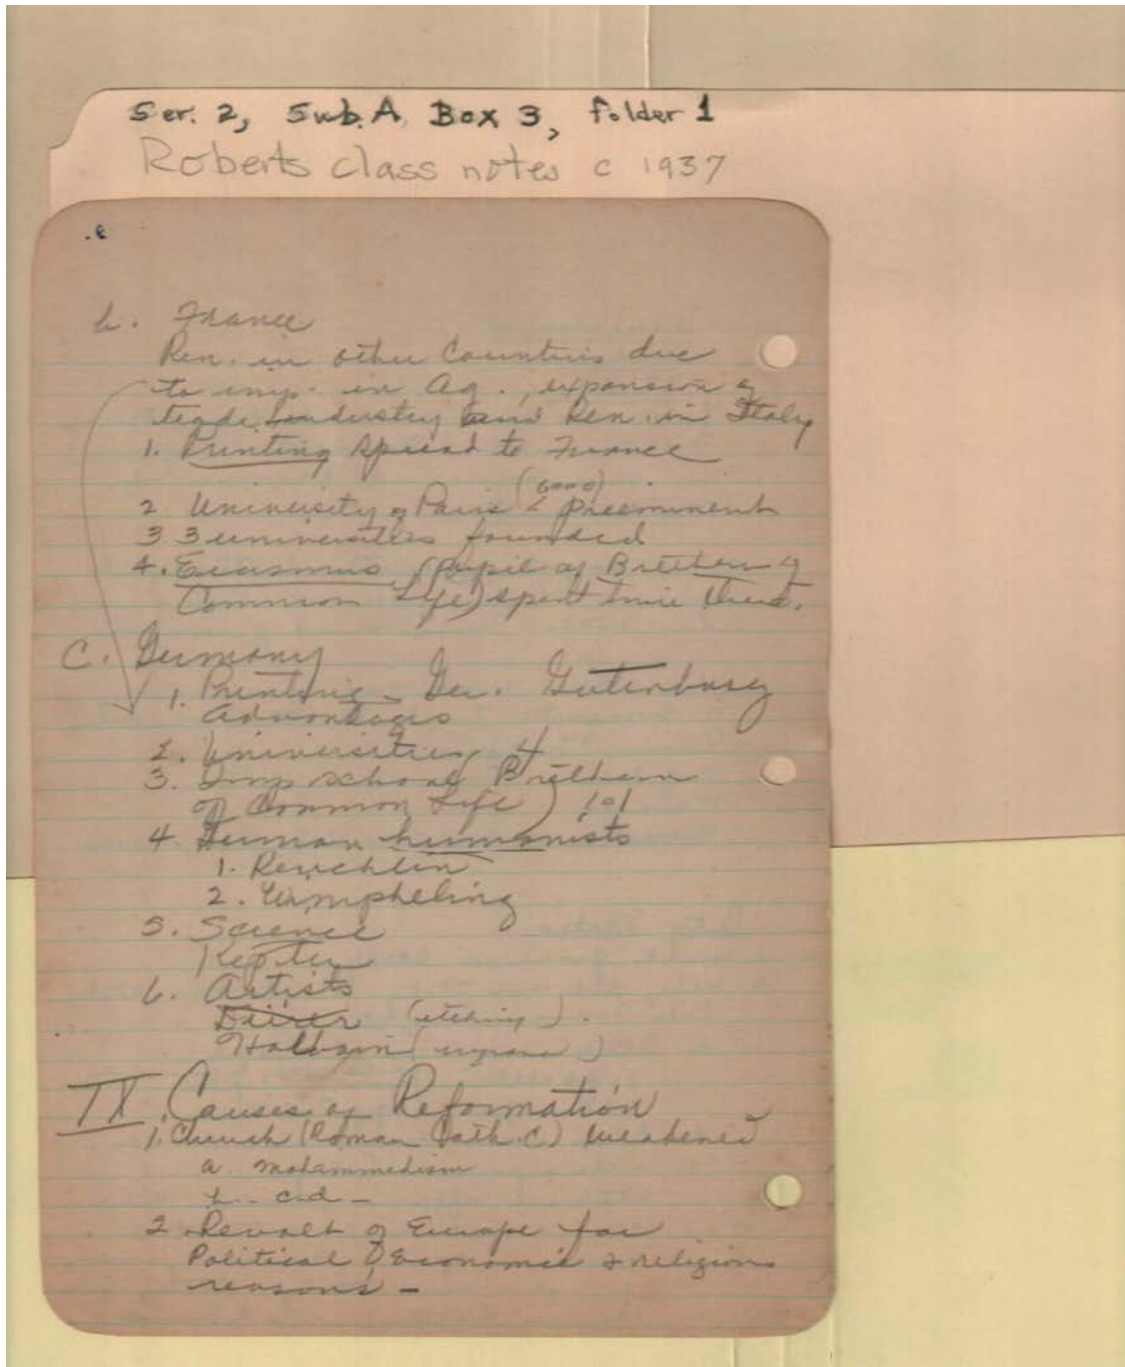 Ser. 2, Sub. A, Box 3, folder 1
Roberts class notes c 1937
b. France
Ren. in other Countries due
to imp. in Ag., expansion of
trade, industry and Ren. in Italy
1. Printing spread to France
(6000)
2. University of Paris preeminent
3 3 universities founded
4. Erasmus (Pupil of Brethern of
Common Life) spent time there.
C. Germany
1. Printing - Ger. Gutenburg
advantages
2. Universities, 4
3. Imp school, Brethern
of Common Life)
4. German humanists
1. Reuchlin
2. Wimpheling
5. Science
Kepler
6. Artists
Dürer (etching).
Holbein
IX. Causes of Reformation
1. Church (Roman Cath. C) weakened
a. Mohammedism
b. c.d -
2. Revolt of Europe for
Political, Economic & religious
reasons -